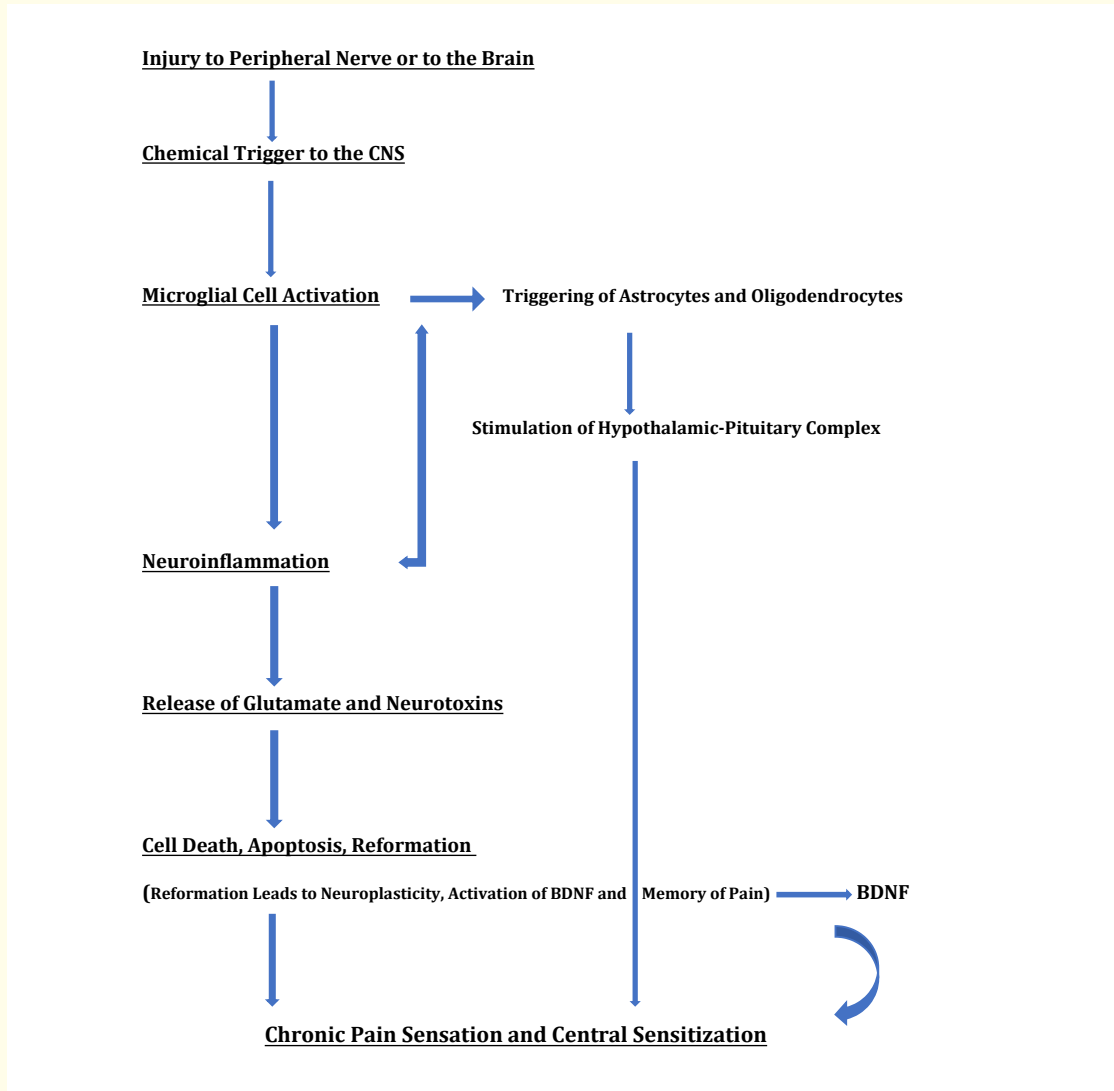 Injury to Peripheral Nerve or to the Brain
Chemical Trigger to the CNS
Microglial Cell Activation
Triggering of Astrocytes and Oligodendrocytes
Stimulation of Hypothalamic-Pituitary Complex
Neuroinflammation
Release of Glutamate and Neurotoxins
Cell Death, Apoptosis, Reformation
(Reformation Leads to Neuroplasticity, Activation of BDNF and Memory of Pain)
BDNF
Chronic Pain Sensation and Central Sensitization